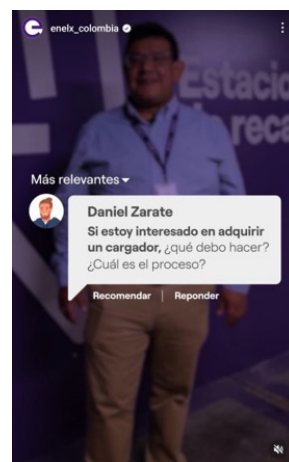 enelx_colombia
Estacio
reca
Más relevantes
Daniel Zarate
Si estoy interesado en adquirir
un cargador, ¿qué debo hacer?
¿Cuál es el proceso?
Recomendar | Reponder